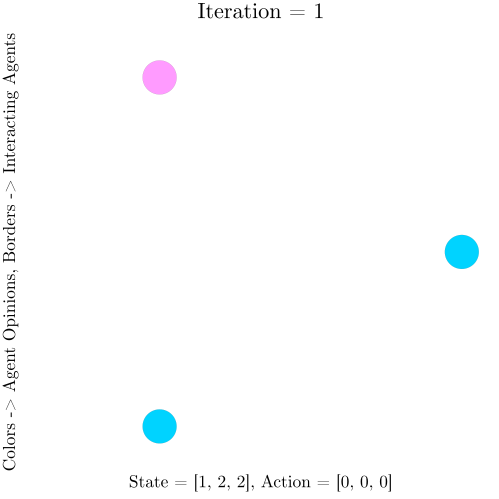 Iteration = 1
Colors -> Agent Opinions, Borders -> Interacting Agents
State = [1, 2, 2], Action = [0, 0, 0]